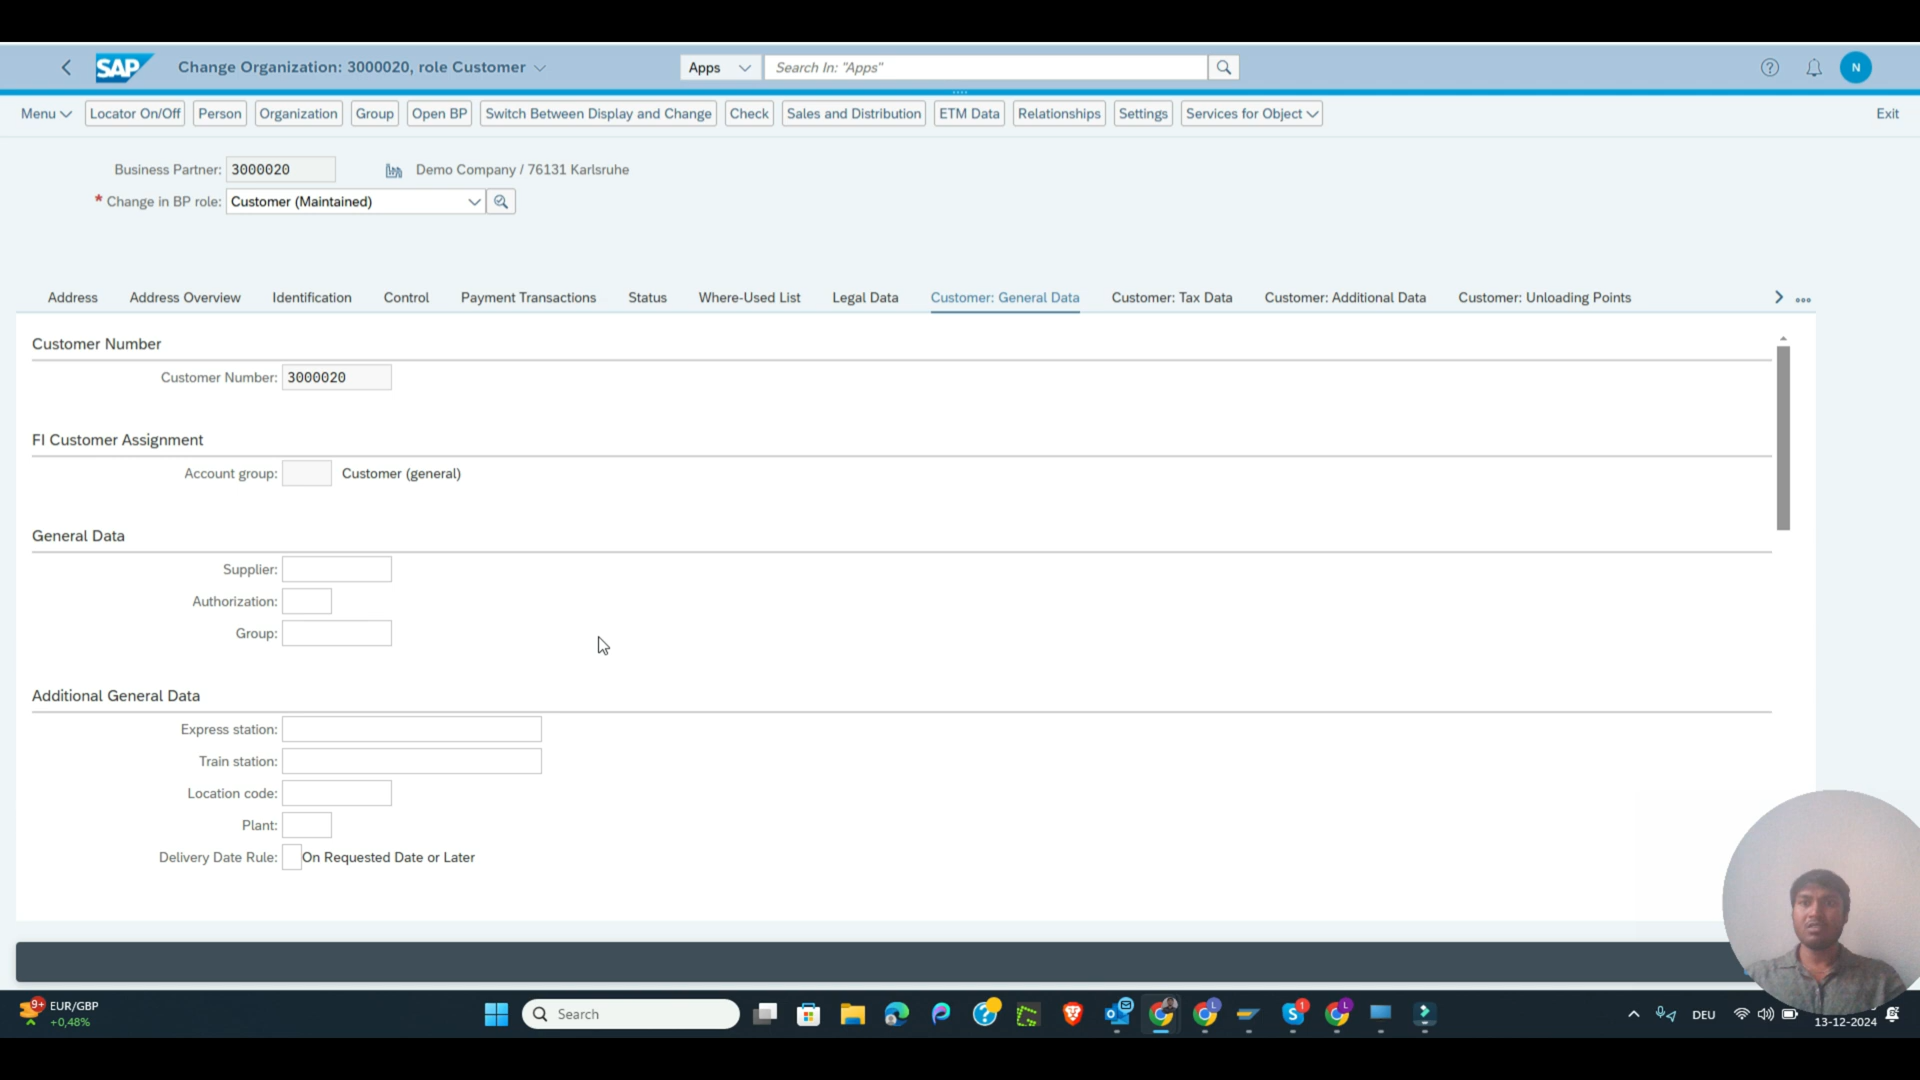 SAP Change Organization: 3000020, role Customer Apps Search In: "Apps" N
Menu Locator On/Off Person Organization Group Open BP Switch Between Display and Change Check Sales and Distribution ETM Data Relationships Settings Services for Object Exit
Business Partner: 3000020 Demo Company / 76131 Karlsruhe
* Change in BP role: Customer (Maintained)
Address Address Overview Identification Control Payment Transactions Status Where-Used List Legal Data Customer: General Data Customer: Tax Data Customer: Additional Data Customer: Unloading Points
Customer Number
Customer Number: 3000020
FI Customer Assignment
Account group: Customer (general)
General Data
Supplier:
Authorization:
Group:
Additional General Data
Express station:
Train station:
Location code:
Plant:
Delivery Date Rule: On Requested Date or Later
9+ EUR/GBP
+0,48%
Search
S 1 L L
DEU
13-12-2024